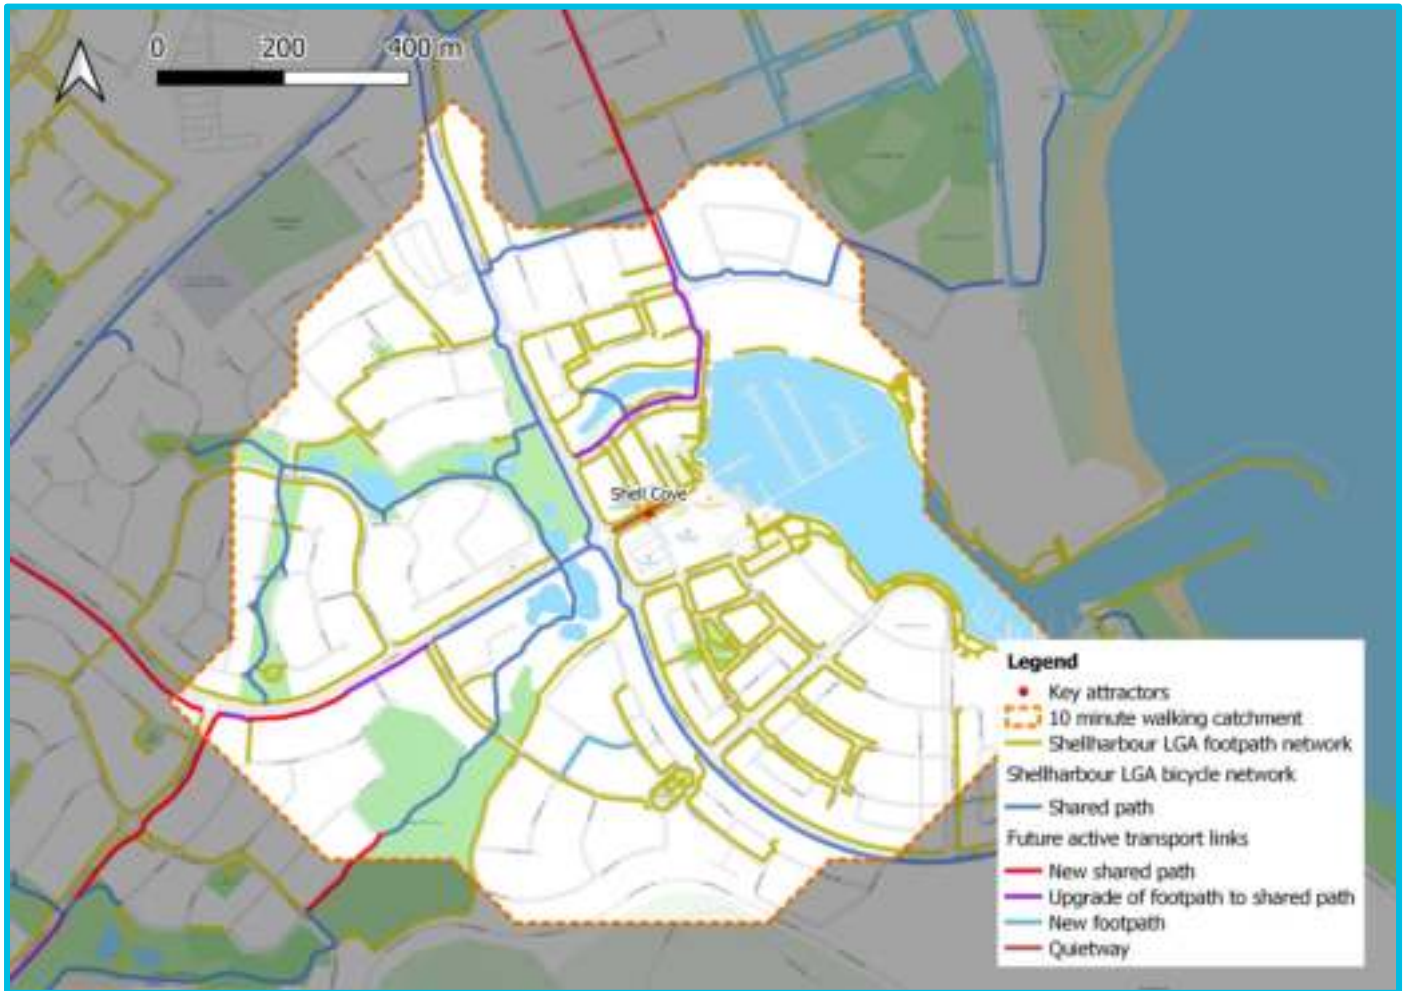 0 200 400 m
Shell Cove
Legend
Key attractors
10 minute walking catchment
Shellharbour LGA footpath network
Shellharbour LGA bicycle network
Shared path
Future active transport links
New shared path
Upgrade of footpath to shared path
New footpath
Quietway